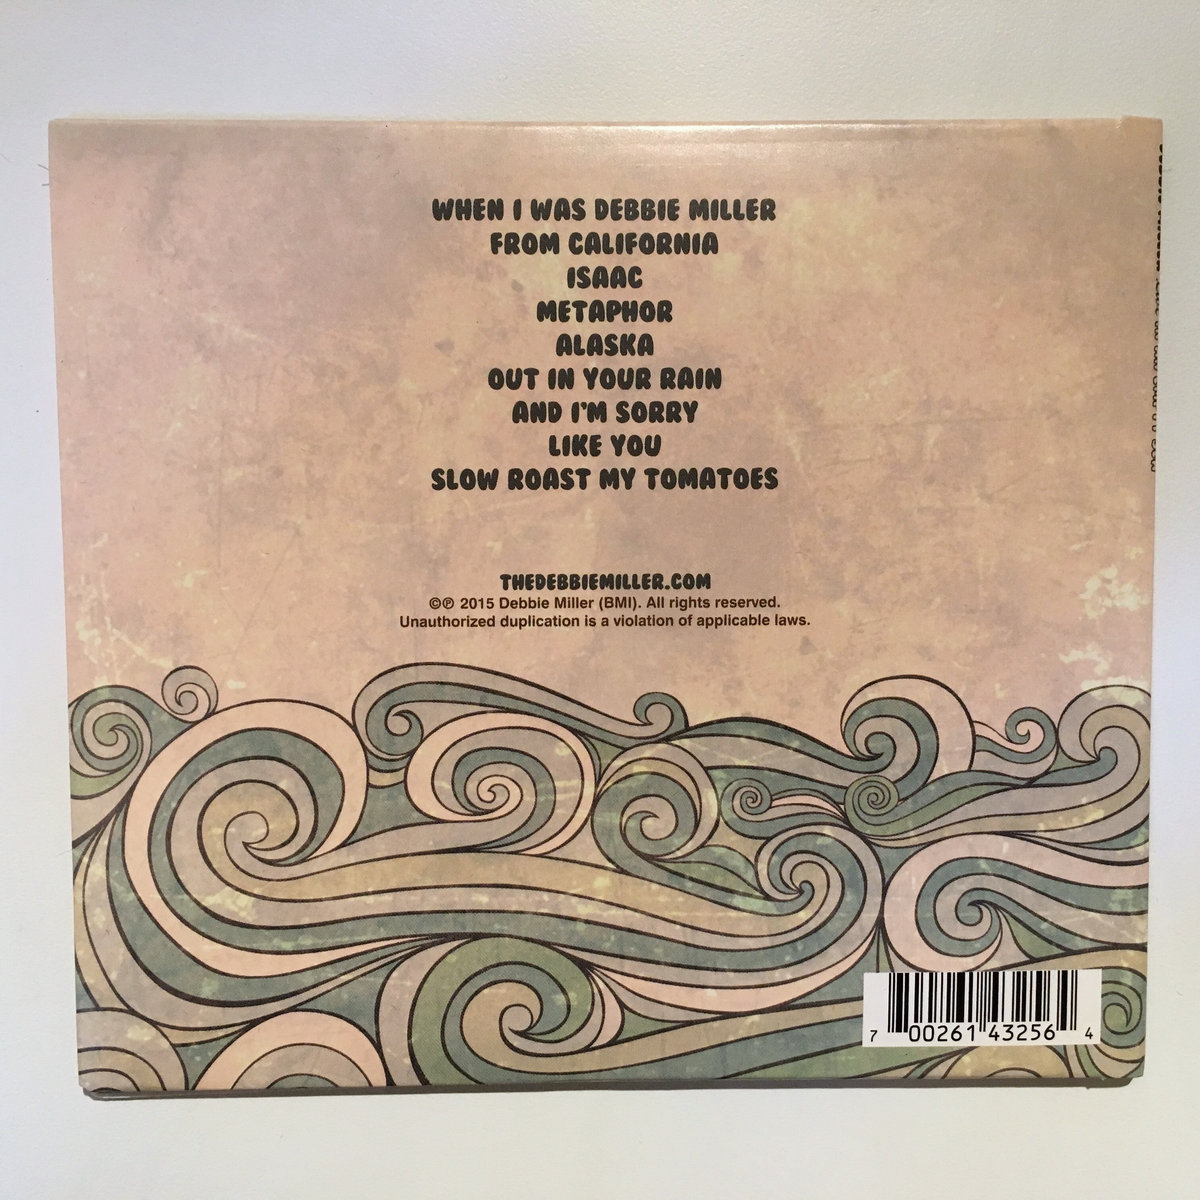 WHEN I WAS DEBBIE MILLER
FROM CALIFORNIA
ISAAC
METAPHOR
ALASKA
OUT IN YOUR RAIN
AND I'M SORRY
LIKE YOU
SLOW ROAST MY TOMATOES
THEDEBBIEMILLER.COM
©℗ 2015 Debbie Miller (BMI). All rights reserved.
Unauthorized duplication is a violation of applicable laws.
7 00261 43256 4